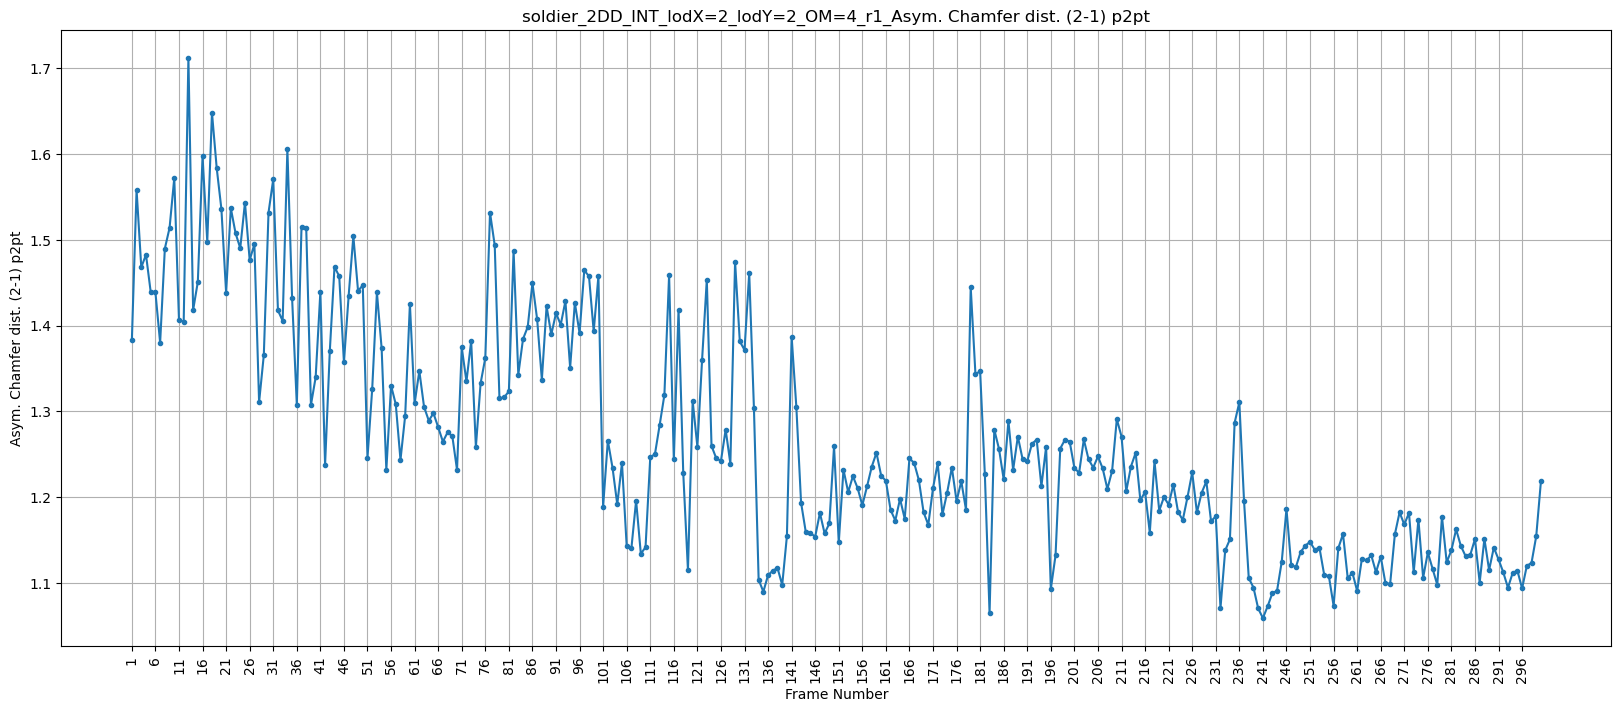 soldier_2DD_INT_lodX=2_lodY=2_OM=4_r1_Asym. Chamfer dist. (2-1) p2pt
Asym. Chamfer dist. (2-1) p2pt
1.7
1.6
1.5
1.4
1.3
1.2
1.1
1 6 11 16 21 26 31 36 41 46 51 56 61 66 71 76 81 86 91 96 101 106 111 116 121 126 131 136 141 146 151 156 161 166 171 176 181 186 191 196 201 206 211 216 221 226 231 236 241 246 251 256 261 266 271 276 281 286 291 296
Frame Number